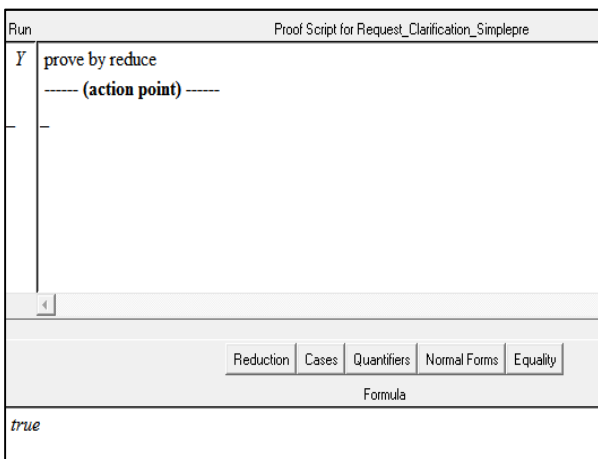 Run Proof Script for Request_Clarification_Simplepre
Y prove by reduce
------ (action point) ------
Reduction Cases Quantifiers Normal Forms Equality
Formula
true